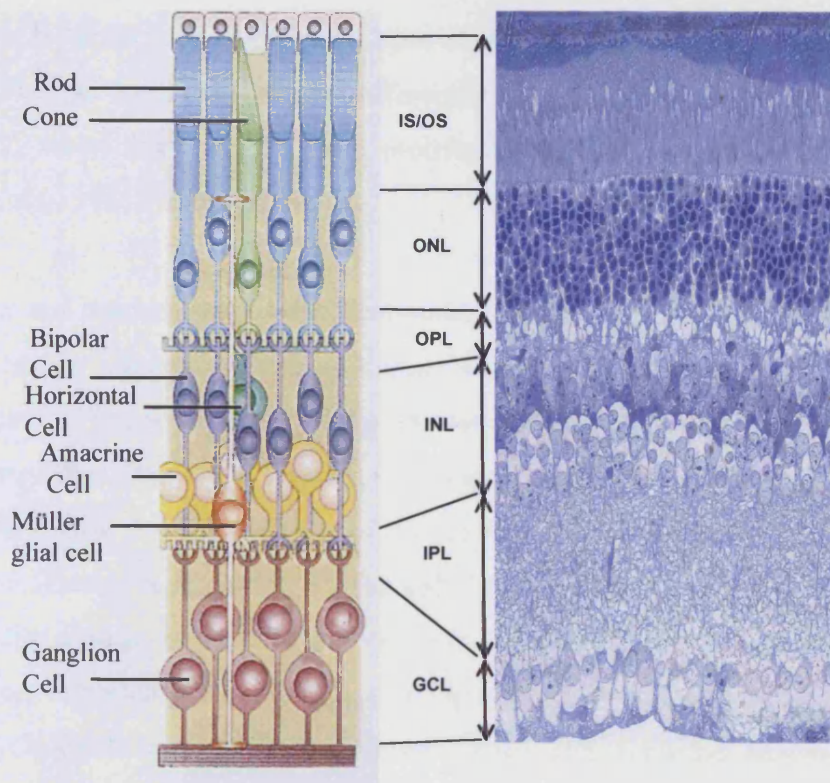 Rod
Cone
Bipolar
Cell
Horizontal
Cell
Amacrine
Cell
Müller
glial cell
Ganglion
Cell
IS/OS
ONL
OPL
INL
IPL
GCL